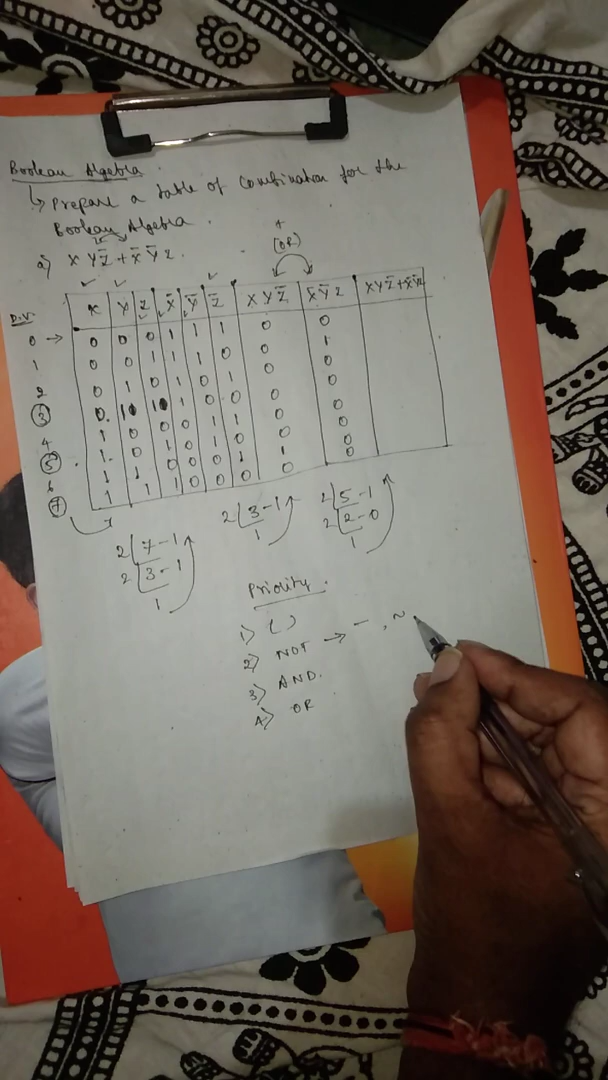 Boolean Algebra.
↳ Prepare a table of Combination for the
Boolean Algebra.
a) X Y Z̅ + X̅ Y̅ Z.
+
(OR)
D.V. X Y Z X̅ Y̅ Z̅ X Y Z̅ X̅ Y̅ Z X Y Z̅ + X̅ Y̅ Z
0 → 0 0 0 1 1 1 0 0
1 0 0 1 1 1 0 0 1
2 0 1 0 1 0 1 0 0
3 0 1 1 1 0 0 0 0
4 1 0 0 0 1 1 0 0
5 1 0 1 0 1 0 0 0
6 1 1 0 0 0 1 1 0
7 1 1 1 0 0 0 0 0
2 7 - 1
2 3 - 1
1
2 3 - 1
1
2 5 - 1
2 2 - 0
1
Priority.
1) ( )
2) NOT → ‾ , ~
3) AND.
4) OR